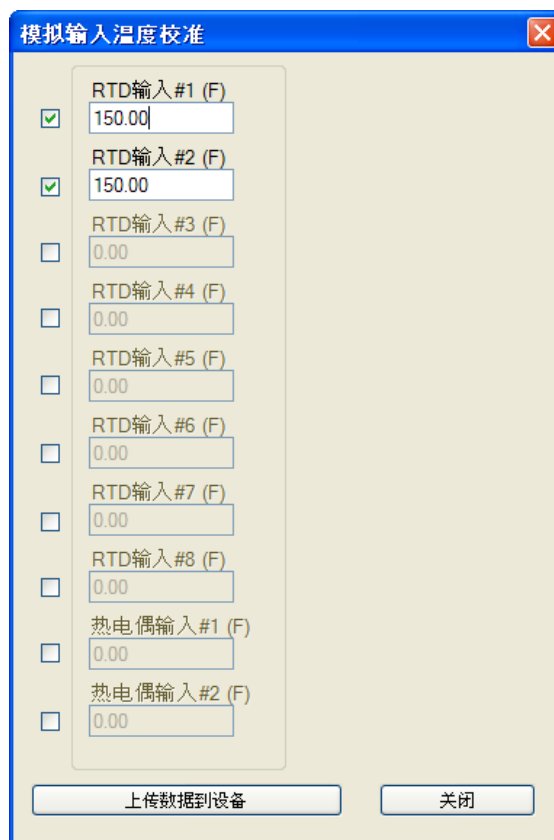 模拟输入温度校准
RTD输入#1 (F)
150.00
RTD输入#2 (F)
150.00
RTD输入#3 (F)
0.00
RTD输入#4 (F)
0.00
RTD输入#5 (F)
0.00
RTD输入#6 (F)
0.00
RTD输入#7 (F)
0.00
RTD输入#8 (F)
0.00
热电偶输入#1 (F)
0.00
热电偶输入#2 (F)
0.00
上传数据到设备
关闭